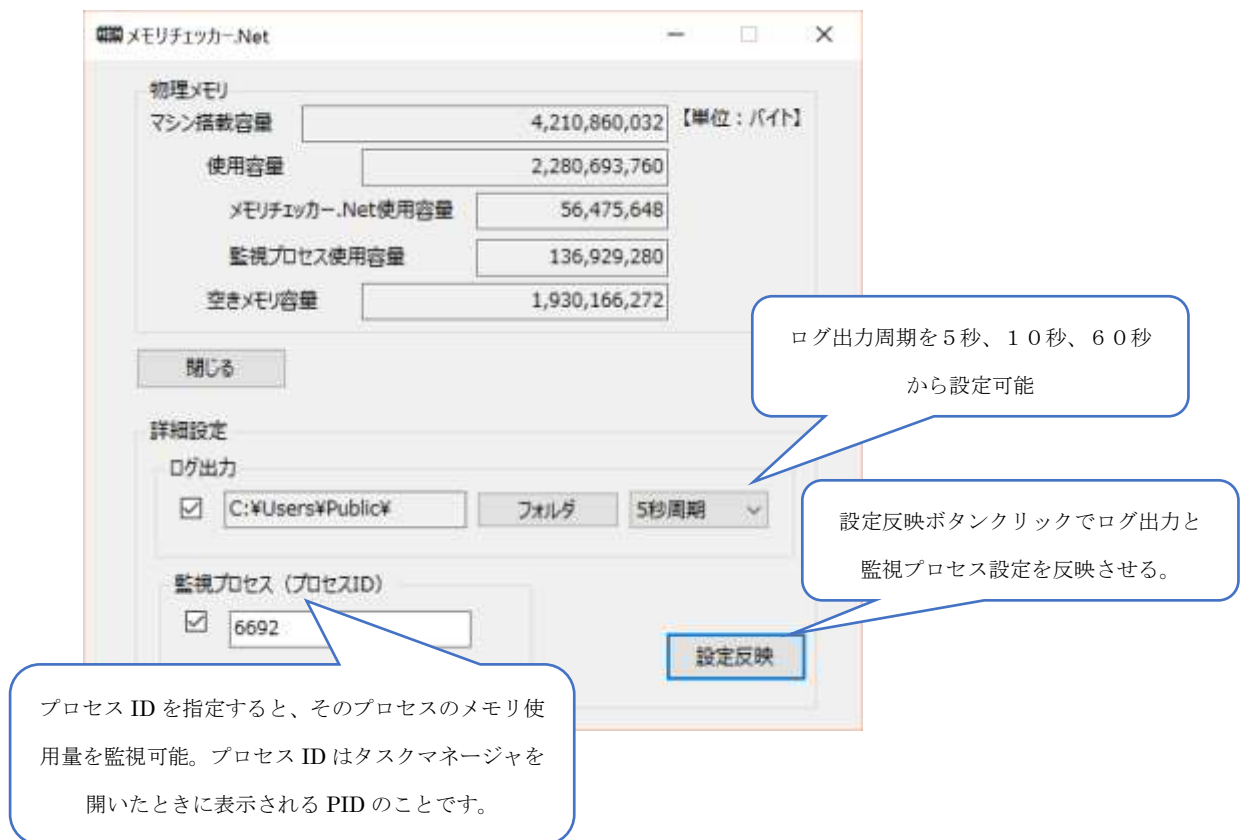 メモリチェッカー.Net
物理メモリ
マシン搭載容量 4,210,860,032 【単位：バイト】
使用容量 2,280,693,760
メモリチェッカー.Net使用容量 56,475,648
監視プロセス使用容量 136,929,280
空きメモリ容量 1,930,166,272
ログ出力周期を５秒、１０秒、６０秒
から設定可能
閉じる
詳細設定
ログ出力
C:¥Users¥Public¥ フォルダ 5秒周期
設定反映ボタンクリックでログ出力と
監視プロセス設定を反映させる。
監視プロセス（プロセスID）
6692
設定反映
プロセス ID を指定すると、そのプロセスのメモリ使
用量を監視可能。プロセス ID はタスクマネージャを
開いたときに表示される PID のことです。